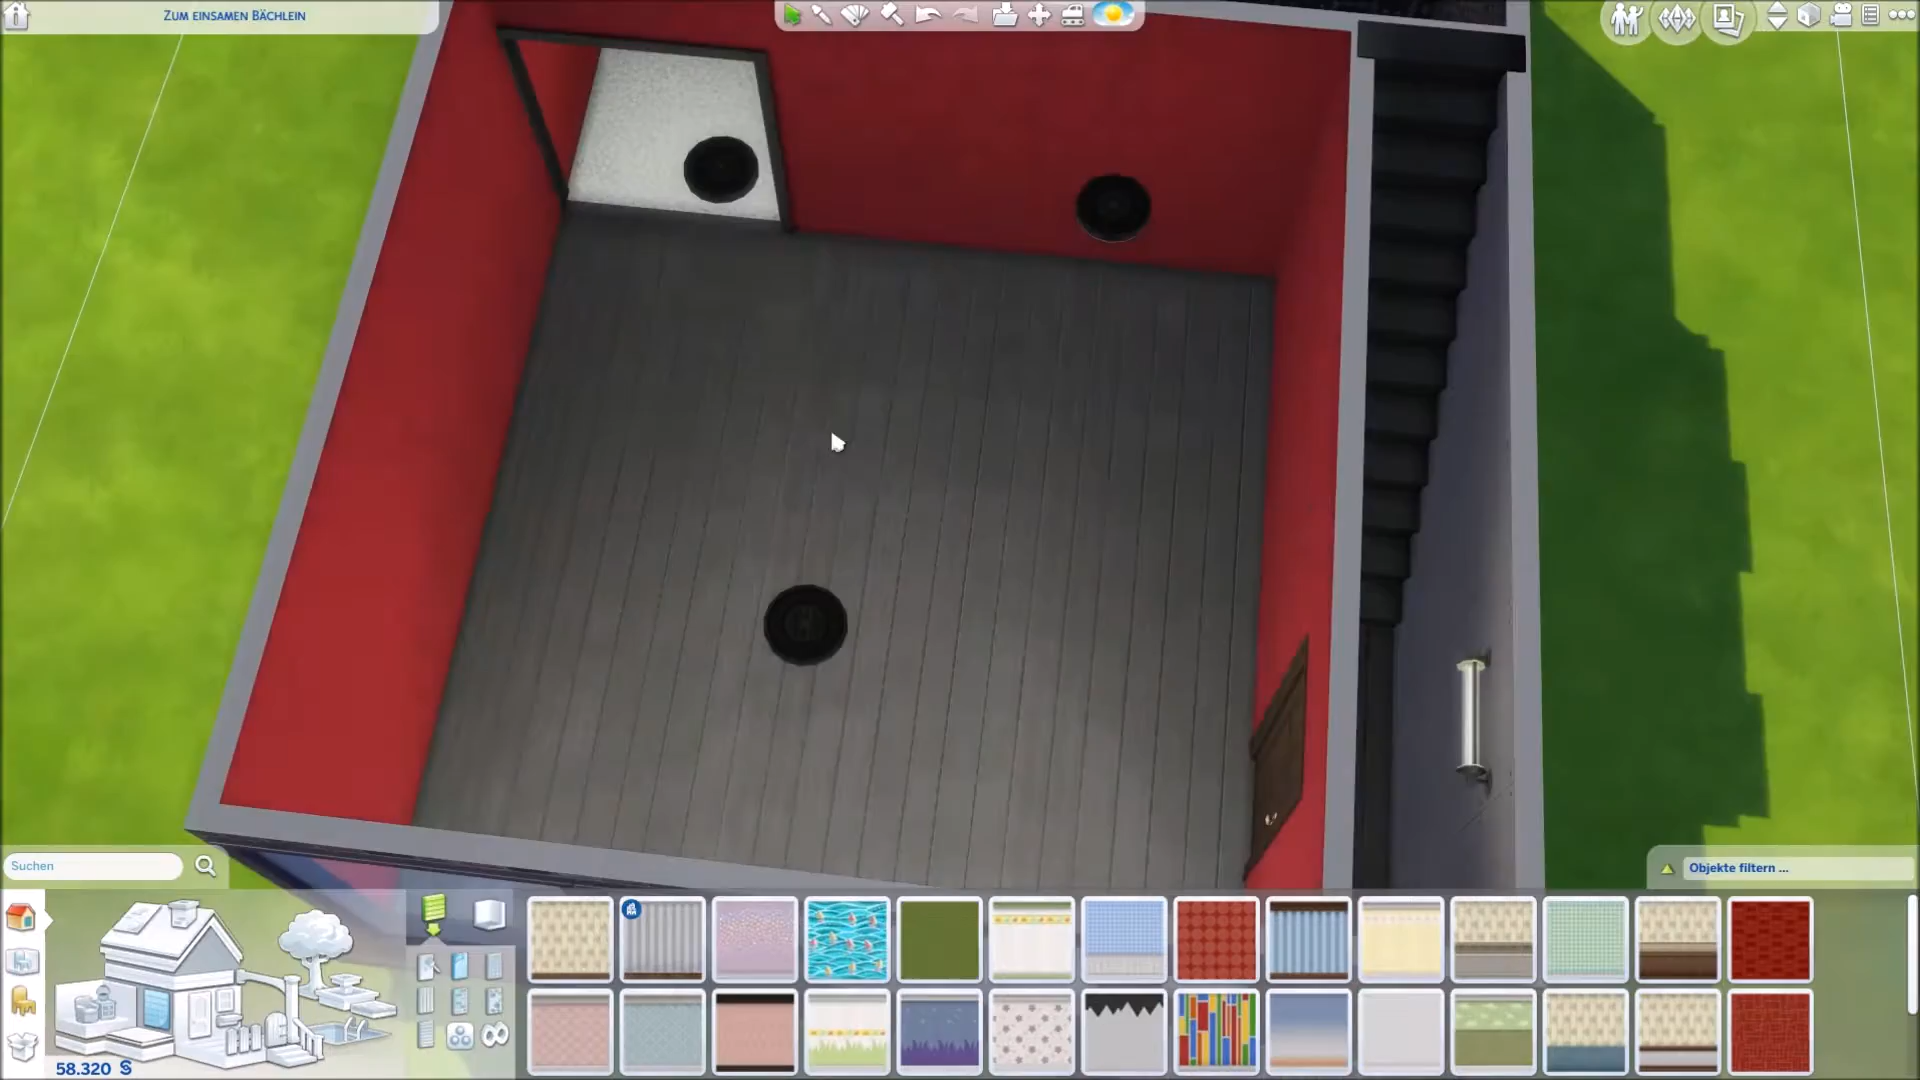 ZUM EINSAMEN BÄCHLEIN
Suchen
Objekte filtern ...
58.320 §